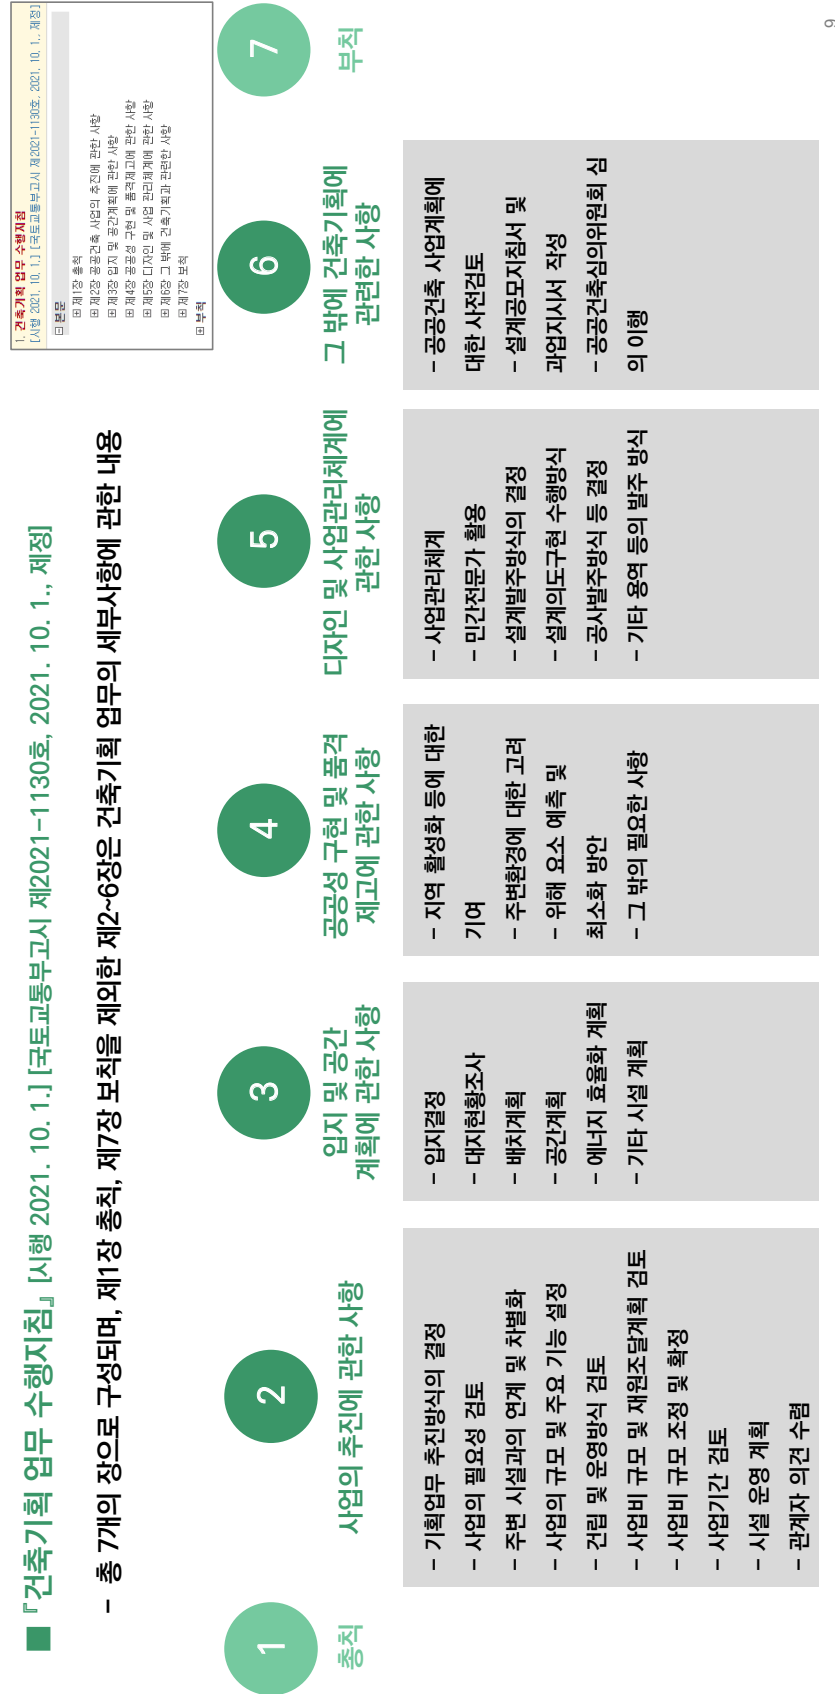 ■『건축기획 업무 수행지침』 [시행 2021. 10. 1.] [국토교통부고시 제2021-1130호, 2021. 10. 1., 제정]
- 총 7개의 장으로 구성되며, 제1장 총칙, 제7장 보칙을 제외한 제2~6장은 건축기획 업무의 세부사항에 관한 내용
1. 건축기획 업무 수행지침
[시행 2021. 10. 1.] [국토교통부고시 제2021-1130호, 2021. 10. 1., 제정]
본문
제1장 총칙
제2장 공공건축 사업의 추진에 관한 사항
제3장 입지 및 공간계획에 관한 사항
제4장 공공성 구현 및 품격제고에 관한 사항
제5장 디자인 및 사업 관리체계에 관한 사항
제6장 그 밖에 건축기획과 관련한 사항
제7장 보칙
부칙
1
총칙
2
사업의 추진에 관한 사항
- 기획업무 추진방식의 결정
- 사업의 필요성 검토
- 주변 시설과의 연계 및 차별화
- 사업의 규모 및 주요 기능 설정
- 건립 및 운영방식 검토
- 사업비 규모 및 재원조달계획 검토
- 사업비 규모 조정 및 확정
- 사업기간 검토
- 시설 운영 계획
- 관계자 의견 수렴
3
입지 및 공간
계획에 관한 사항
- 입지결정
- 대지현황조사
- 배치계획
- 공간계획
- 에너지 효율화 계획
- 기타 시설 계획
4
공공성 구현 및 품격
제고에 관한 사항
- 지역 활성화 등에 대한
기여
- 주변환경에 대한 고려
- 위해 요소 예측 및
최소화 방안
- 그 밖의 필요한 사항
5
디자인 및 사업관리체계에
관한 사항
- 사업관리체계
- 민간전문가 활용
- 설계발주방식의 결정
- 설계의도구현 수행방식
- 공사발주방식 등 결정
- 기타 용역 등의 발주 방식
6
그 밖에 건축기획에
관련한 사항
- 공공건축 사업계획에
대한 사전검토
- 설계공모지침서 및
과업지시서 작성
- 공공건축심의위원회 심
의 이행
7
부칙